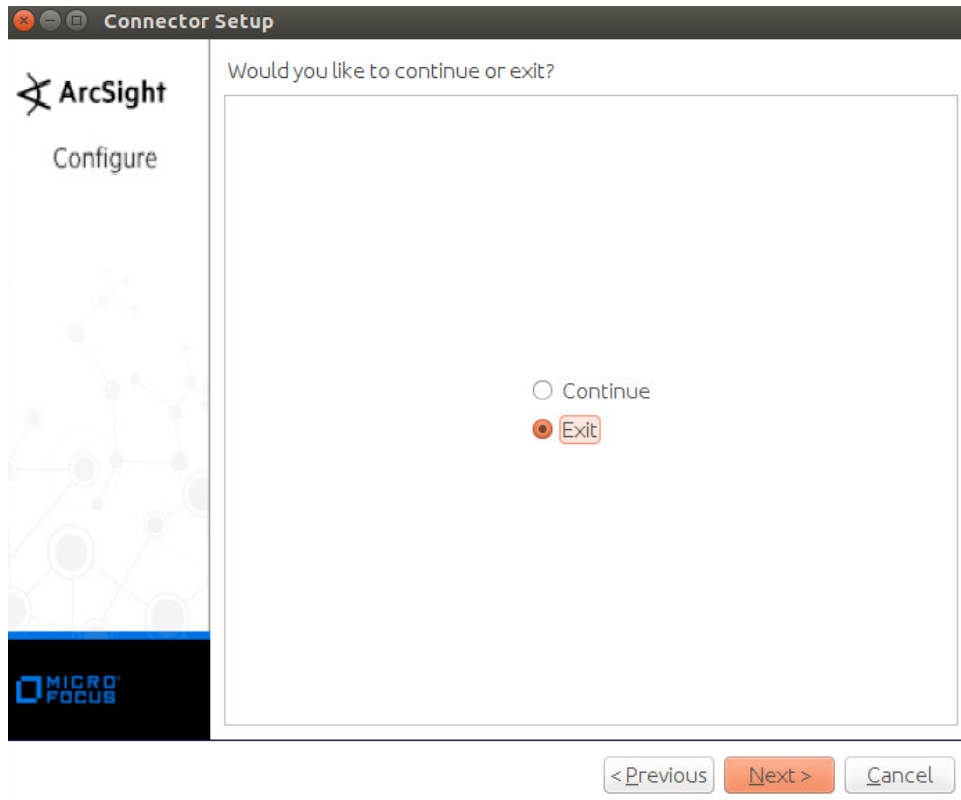 Connector Setup
ArcSight
Configure
Would you like to continue or exit?
Continue
Exit
MICRO
FOCUS
< Previous
Next >
Cancel